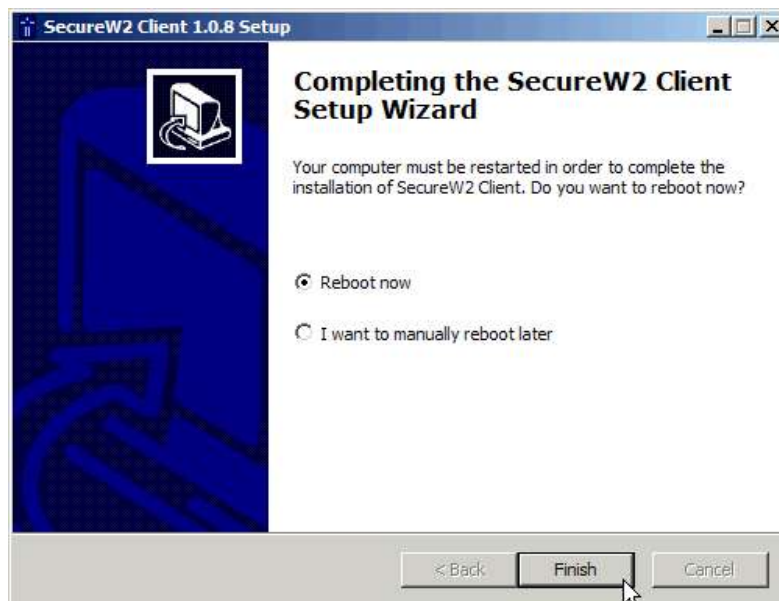 SecureW2 Client 1.0.8 Setup
Completing the SecureW2 Client
Setup Wizard
Your computer must be restarted in order to complete the
installation of SecureW2 Client. Do you want to reboot now?
Reboot now
I want to manually reboot later
< Back
Finish
Cancel